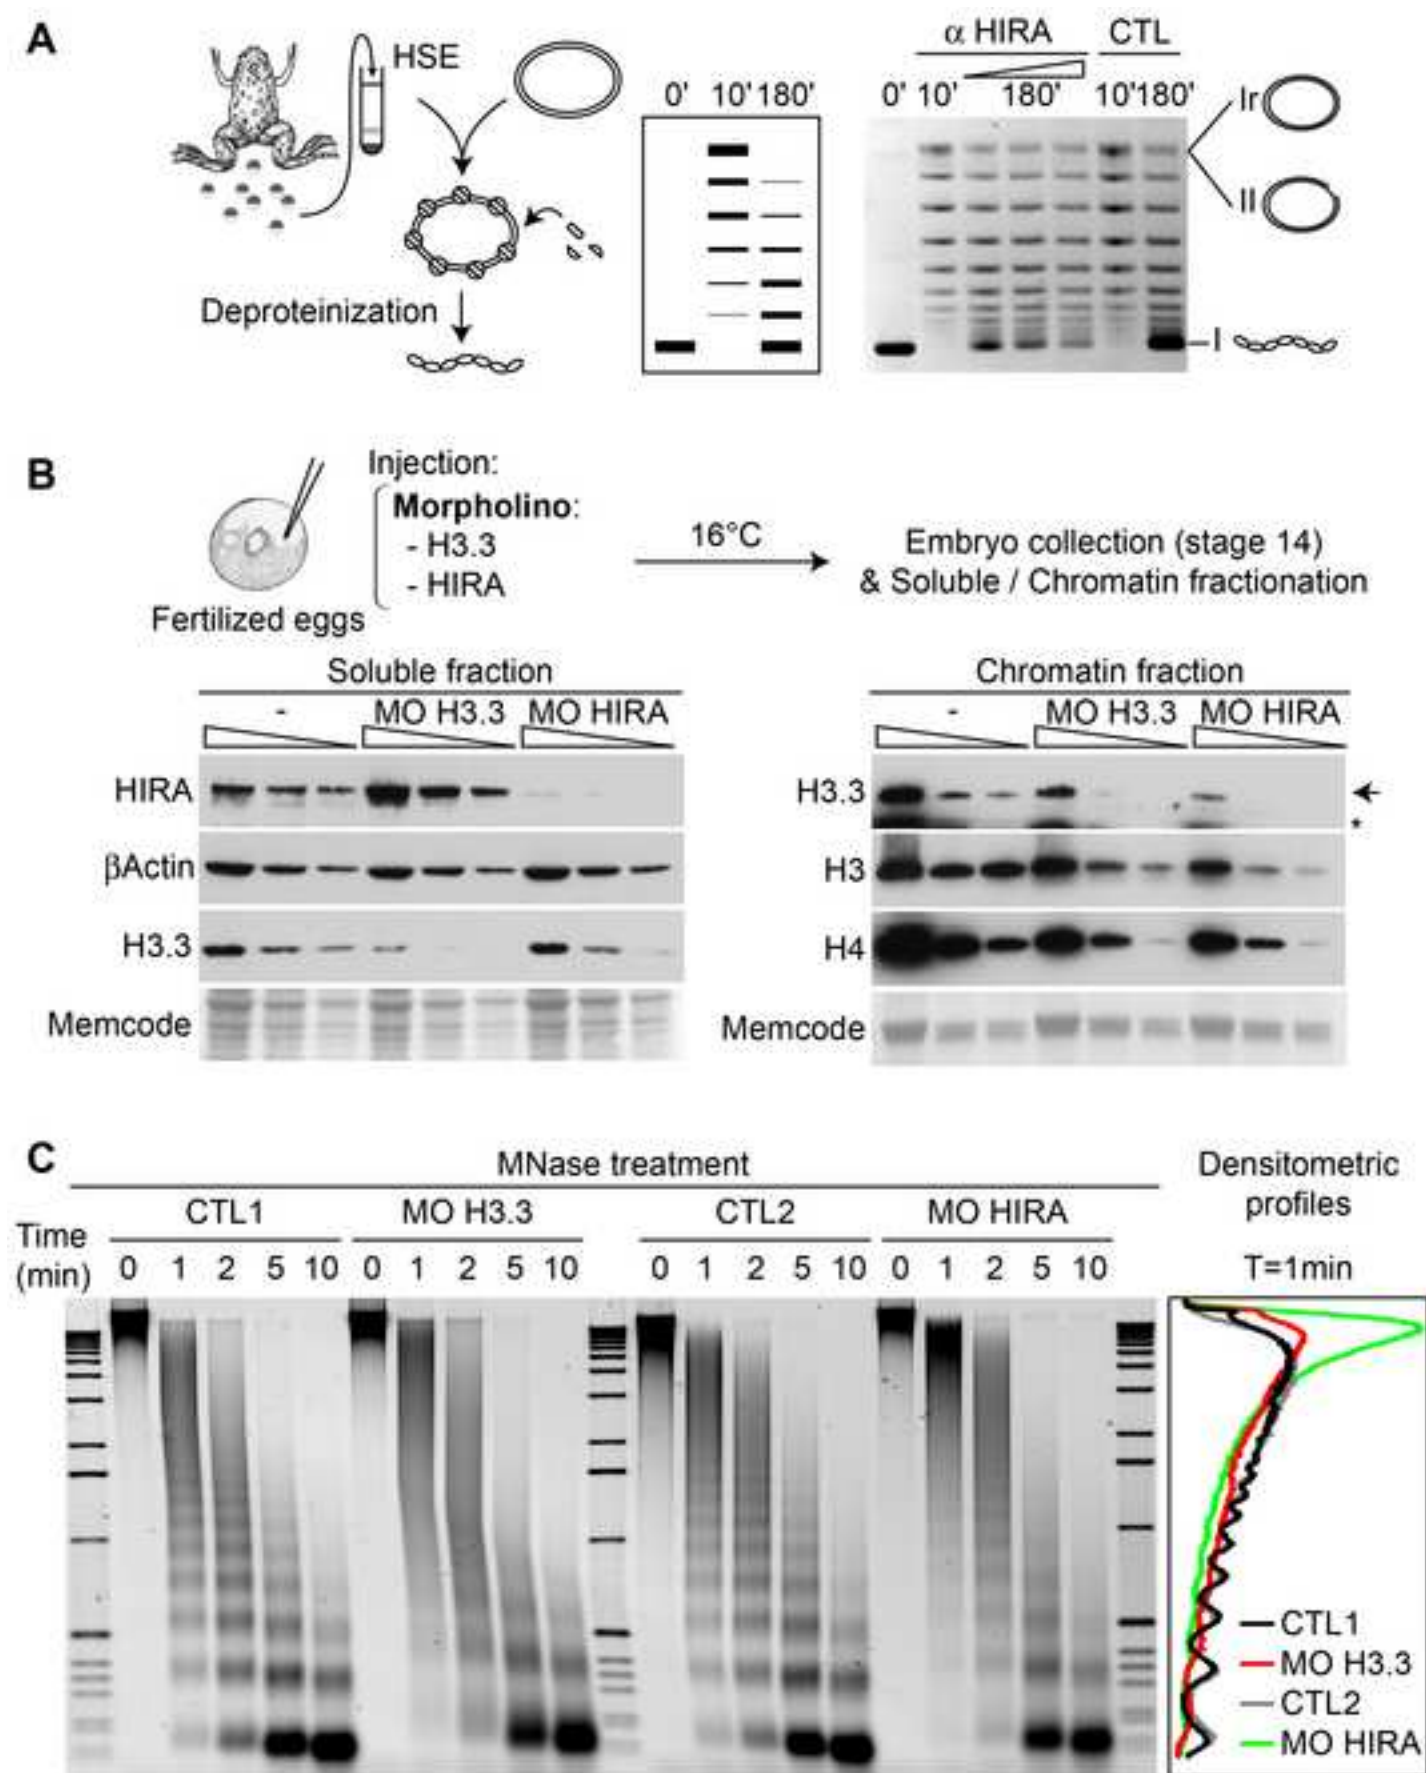 A
HSE
Deproteinization
0' 10' 180'
α HIRA CTL
0' 10' 180' 10' 180'
Ir
II
I
B
Injection:
Morpholino:
- H3.3
- HIRA
Fertilized eggs
16°C
Embryo collection (stage 14)
& Soluble / Chromatin fractionation
Soluble fraction
- MO H3.3 MO HIRA
HIRA
βActin
H3.3
Memcode
Chromatin fraction
- MO H3.3 MO HIRA
H3.3
*
H3
H4
Memcode
C
MNase treatment
CTL1 MO H3.3 CTL2 MO HIRA
Time
(min) 0 1 2 5 10 0 1 2 5 10 0 1 2 5 10 0 1 2 5 10
Densitometric
profiles
T=1min
CTL1
MO H3.3
CTL2
MO HIRA